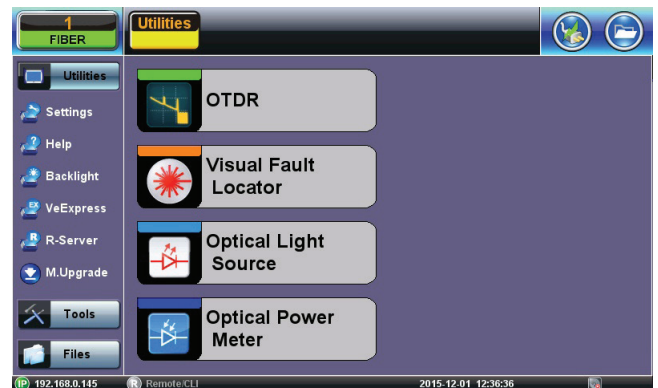 1
FIBER
Utilities
Utilities
Settings
? Help
Backlight
EX VeExpress
R R-Server
M.Upgrade
Tools
Files
OTDR
Visual Fault
Locator
Optical Light
Source
Optical Power
Meter
IP 192.168.0.145 R Remote/CLI 2015-12-01 12:36:36